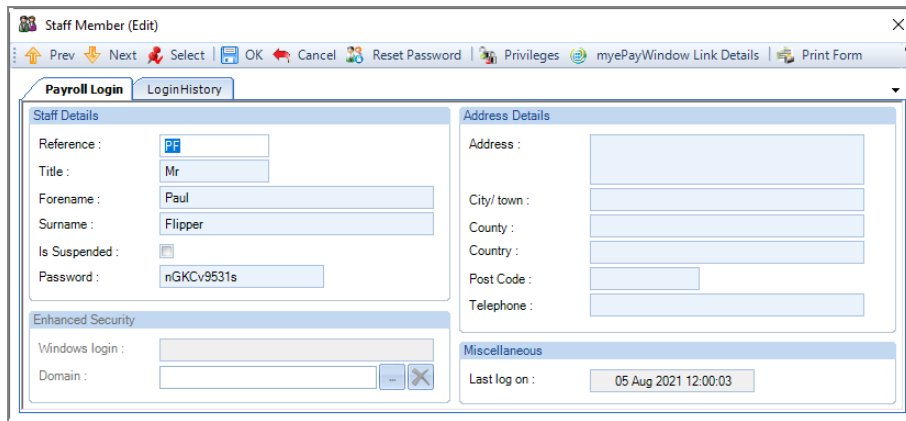 Staff Member (Edit)
Prev Next Select OK Cancel Reset Password Privileges myePayWindow Link Details Print Form
Payroll Login LoginHistory
Staff Details
Reference : PF
Title : Mr
Forename : Paul
Surname : Flipper
Is Suspended :
Password : nGKCv9531s
Enhanced Security
Windows login :
Domain : ...
Address Details
Address :
City/ town :
County :
Country :
Post Code :
Telephone :
Miscellaneous
Last log on : 05 Aug 2021 12:00:03